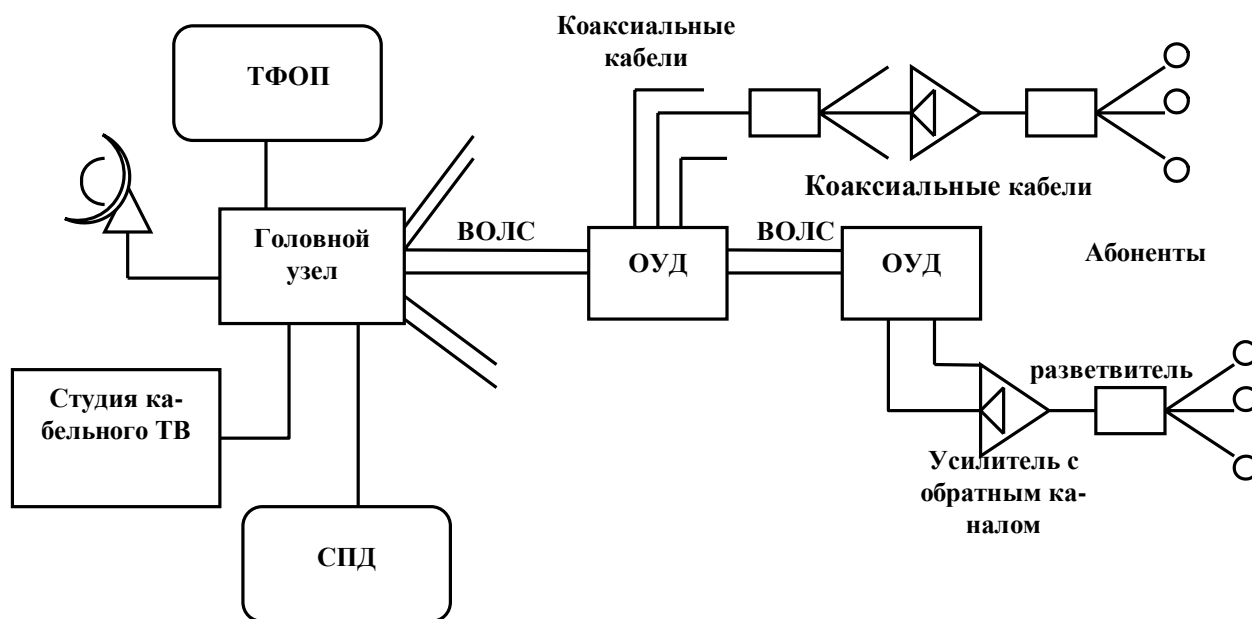 Коаксиальные
кабели
ТФОП
Коаксиальные кабели
Головной
узел
ВОЛС
ОУД
ВОЛС
ОУД
Абоненты
Студия ка-
бельного ТВ
разветвитель
Усилитель с
обратным ка-
налом
СПД